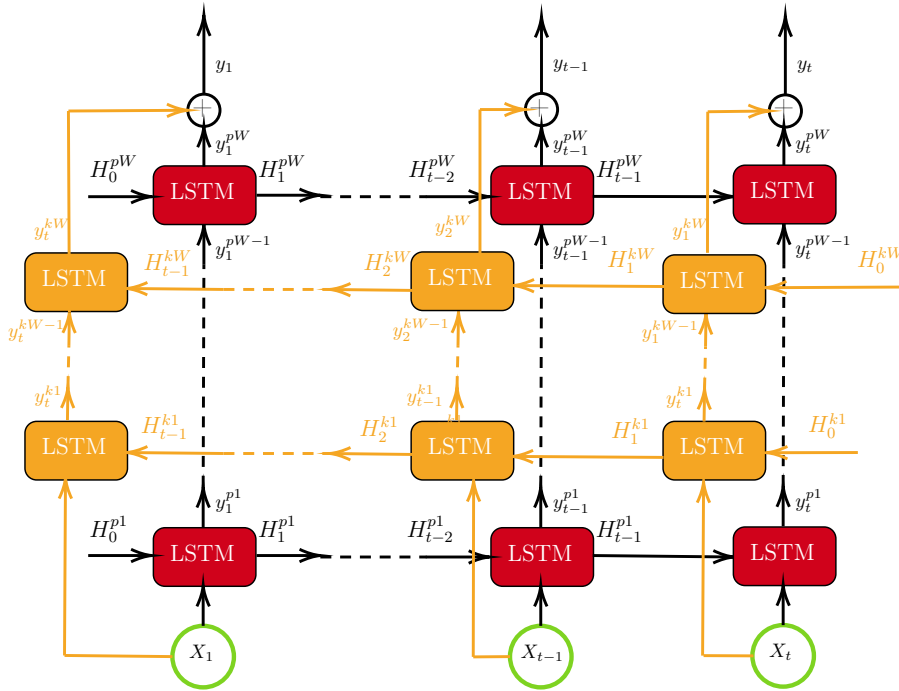 y_1 y_{t-1} y_t
+ + +
y_1^{pW} y_{t-1}^{pW} y_t^{pW}
H_0^{pW} LSTM H_1^{pW} H_{t-2}^{pW} LSTM H_{t-1}^{pW} LSTM
y_t^{kW} y_1^{pW-1} y_2^{kW} y_{t-1}^{pW-1} y_1^{kW} y_t^{pW-1}
LSTM H_{t-1}^{kW} H_2^{kW} LSTM H_1^{kW} LSTM H_0^{kW}
y_t^{kW-1} y_2^{kW-1} y_1^{kW-1}
y_t^{k1} y_{t-1}^{k1} y_t^{k1}
LSTM H_{t-1}^{k1} H_2^{k1} LSTM H_1^{k1} LSTM H_0^{k1}
y_1^{p1} y_{t-1}^{p1} y_t^{p1}
H_0^{p1} LSTM H_1^{p1} H_{t-2}^{p1} LSTM H_{t-1}^{p1} LSTM
X_1 X_{t-1} X_t